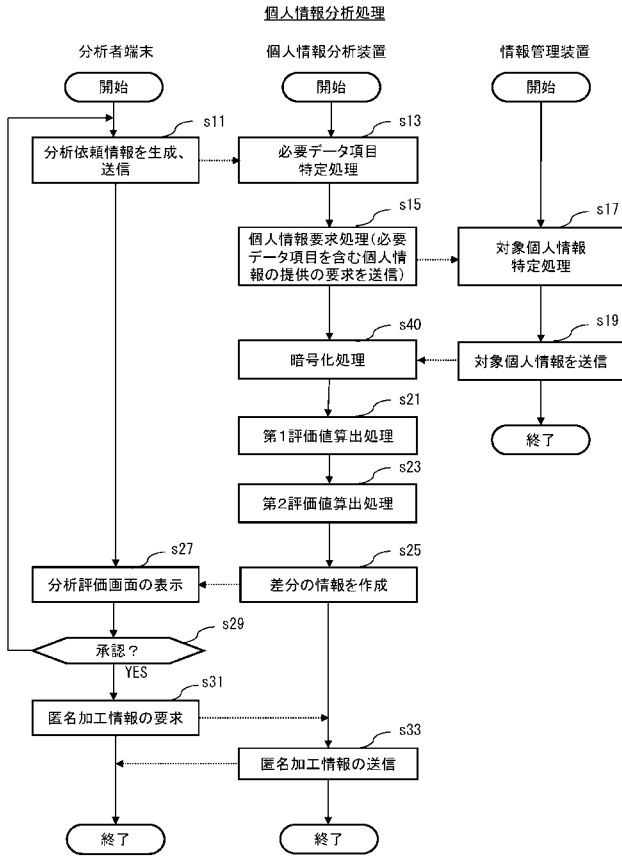 個人情報分析処理
分析者端末
個人情報分析装置
情報管理装置
開始
開始
開始
s11
分析依頼情報を生成、
送信
s13
必要データ項目
特定処理
s15
個人情報要求処理(必要
データ項目を含む個人情
報の提供の要求を送信)
s17
対象個人情報
特定処理
s40
暗号化処理
s19
対象個人情報を送信
s21
第1評価値算出処理
終了
s23
第2評価値算出処理
s27
分析評価画面の表示
s25
差分の情報を作成
s29
承認?
YES
s31
匿名加工情報の要求
s33
匿名加工情報の送信
終了
終了